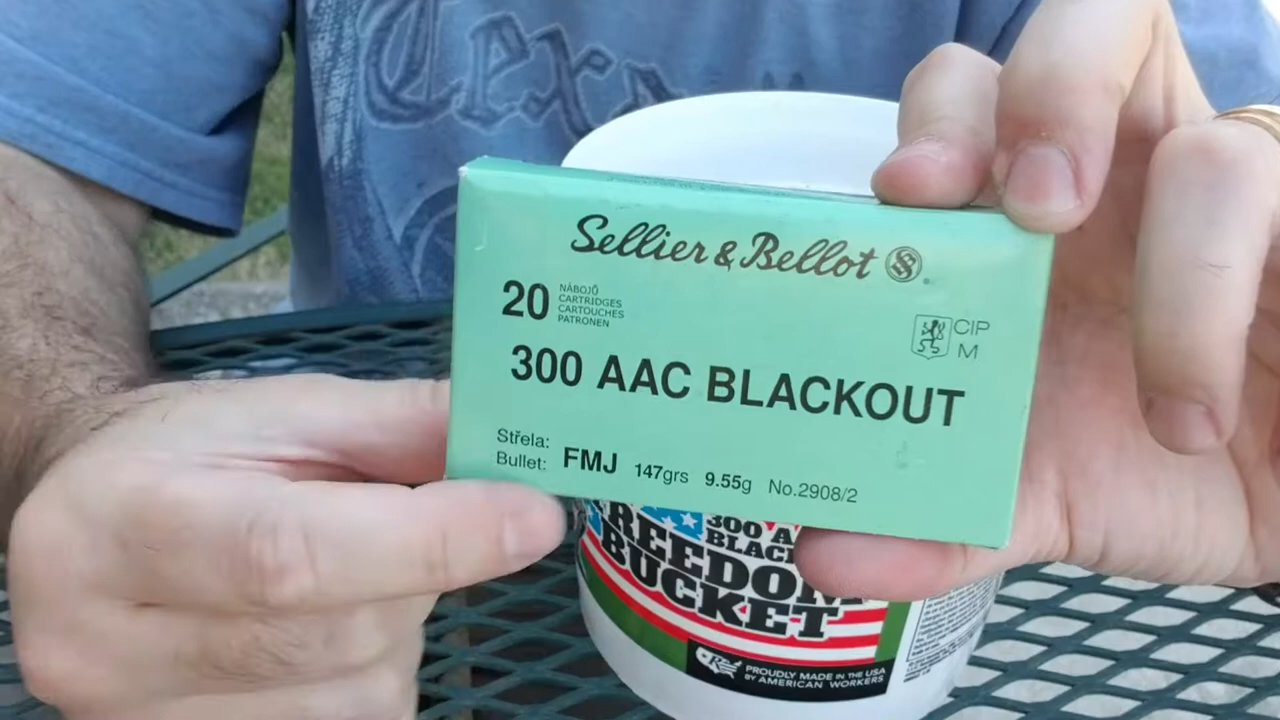 Texa
Sellier & Bellot
20 NÁBOJŮ
CARTRIDGES
CARTOUCHES
PATRONEN
CIP
M
300 AAC BLACKOUT
Střela:
Bullet: FMJ 147grs 9.55g No.2908/2
300 A
BLAC
REEDOM
BUCKET
PROUDLY MADE IN THE USA
BY AMERICAN WORKERS